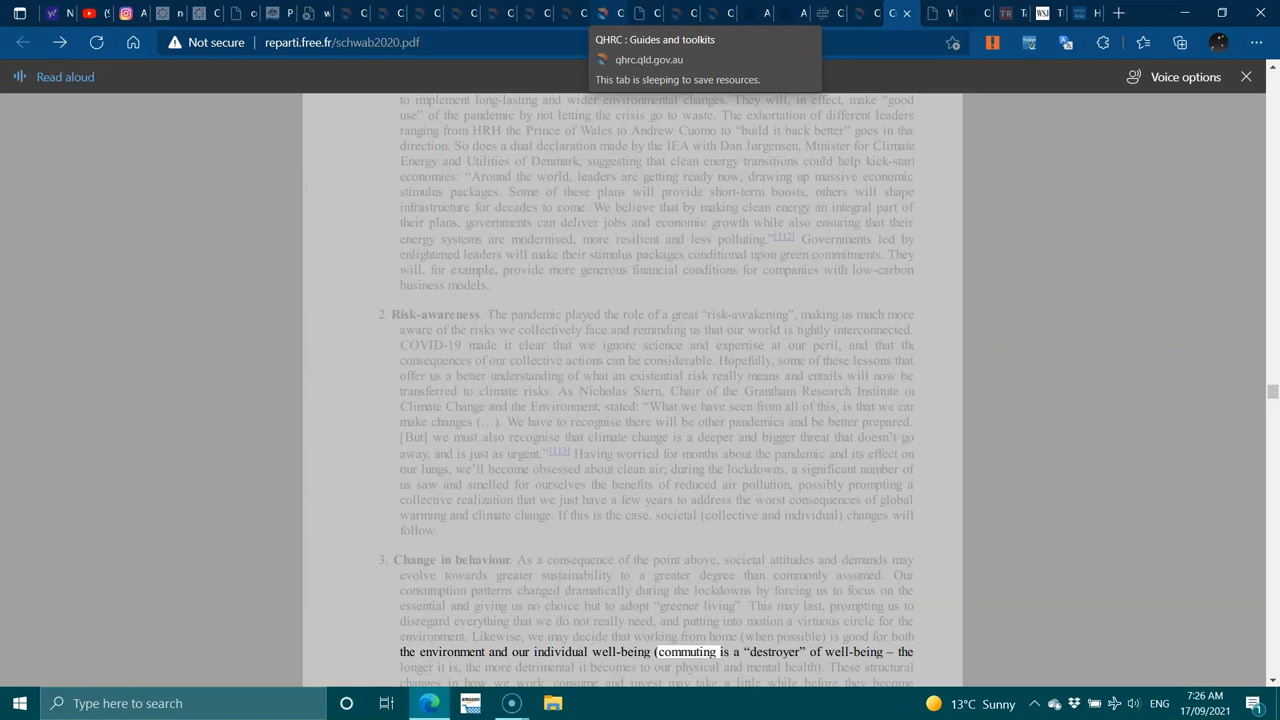 N
A
n
n
C
P
w
C
C
C
C
C
C
C
C
C
C
C
A
A
C
C
C
W
C
TR
T
WSJ
T
H
QHRC : Guides and toolkits
qhrc.qld.gov.au
This tab is sleeping to save resources.
Not secure
reparti.free.fr/schwab2020.pdf
Read aloud
Voice options
to implement long-lasting and wider environmental changes. They will, in effect, make “good
use” of the pandemic by not letting the crisis go to waste. The exhortation of different leaders
ranging from HRH the Prince of Wales to Andrew Cuomo to “build it back better” goes in tha
direction. So does a dual declaration made by the IEA with Dan Jørgensen, Minister for Climate
Energy and Utilities of Denmark, suggesting that clean energy transitions could help kick-start
economies: “Around the world, leaders are getting ready now, drawing up massive economic
stimulus packages. Some of these plans will provide short-term boosts, others will shape
infrastructure for decades to come. We believe that by making clean energy an integral part of
their plans, governments can deliver jobs and economic growth while also ensuring that their
energy systems are modernised, more resilient and less polluting.”[112] Governments led by
enlightened leaders will make their stimulus packages conditional upon green commitments. They
will, for example, provide more generous financial conditions for companies with low-carbon
business models.
2. Risk-awareness. The pandemic played the role of a great “risk-awakening”, making us much more
aware of the risks we collectively face and reminding us that our world is tightly interconnected.
COVID-19 made it clear that we ignore science and expertise at our peril, and that the
consequences of our collective actions can be considerable. Hopefully, some of these lessons that
offer us a better understanding of what an existential risk really means and entails will now be
transferred to climate risks. As Nicholas Stern, Chair of the Grantham Research Institute or
Climate Change and the Environment, stated: “What we have seen from all of this, is that we car
make changes (…). We have to recognise there will be other pandemics and be better prepared.
[But] we must also recognise that climate change is a deeper and bigger threat that doesn’t go
away, and is just as urgent.”[113] Having worried for months about the pandemic and its effect on
our lungs, we’ll become obsessed about clean air; during the lockdowns, a significant number of
us saw and smelled for ourselves the benefits of reduced air pollution, possibly prompting a
collective realization that we just have a few years to address the worst consequences of global
warming and climate change. If this is the case, societal (collective and individual) changes will
follow.
3. Change in behaviour. As a consequence of the point above, societal attitudes and demands may
evolve towards greater sustainability to a greater degree than commonly assumed. Our
consumption patterns changed dramatically during the lockdowns by forcing us to focus on the
essential and giving us no choice but to adopt “greener living”. This may last, prompting us to
disregard everything that we do not really need, and putting into motion a virtuous circle for the
environment. Likewise, we may decide that working from home (when possible) is good for both
the environment and our individual well-being (commuting is a “destroyer” of well-being – the
longer it is, the more detrimental it becomes to our physical and mental health). These structural
changes in how we work, consume and invest may take a little while before they become
Type here to search
amazon
13°C Sunny
ENG
7:26 AM
17/09/2021
1